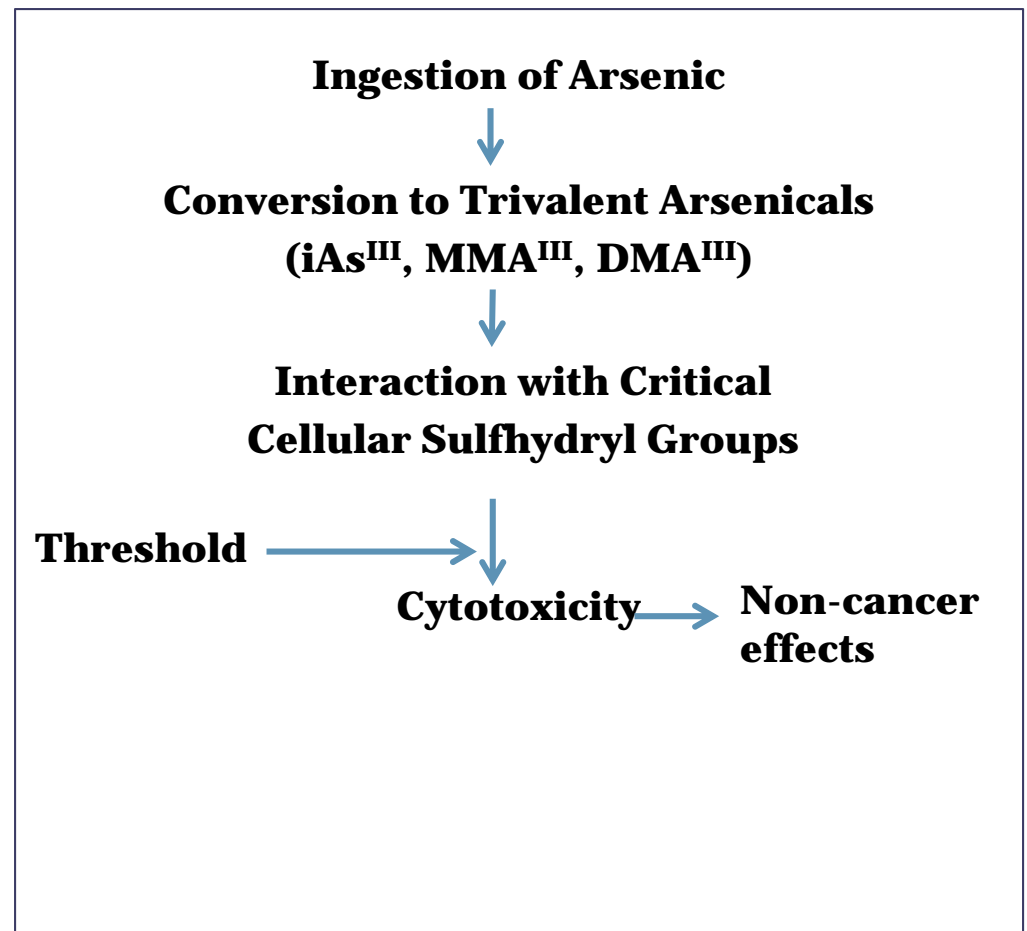 Ingestion of Arsenic
Conversion to Trivalent Arsenicals
(iAsᴵᴵᴵ, MMAᴵᴵᴵ, DMAᴵᴵᴵ)
Interaction with Critical
Cellular Sulfhydryl Groups
Threshold
Cytotoxicity
Non-cancer
effects